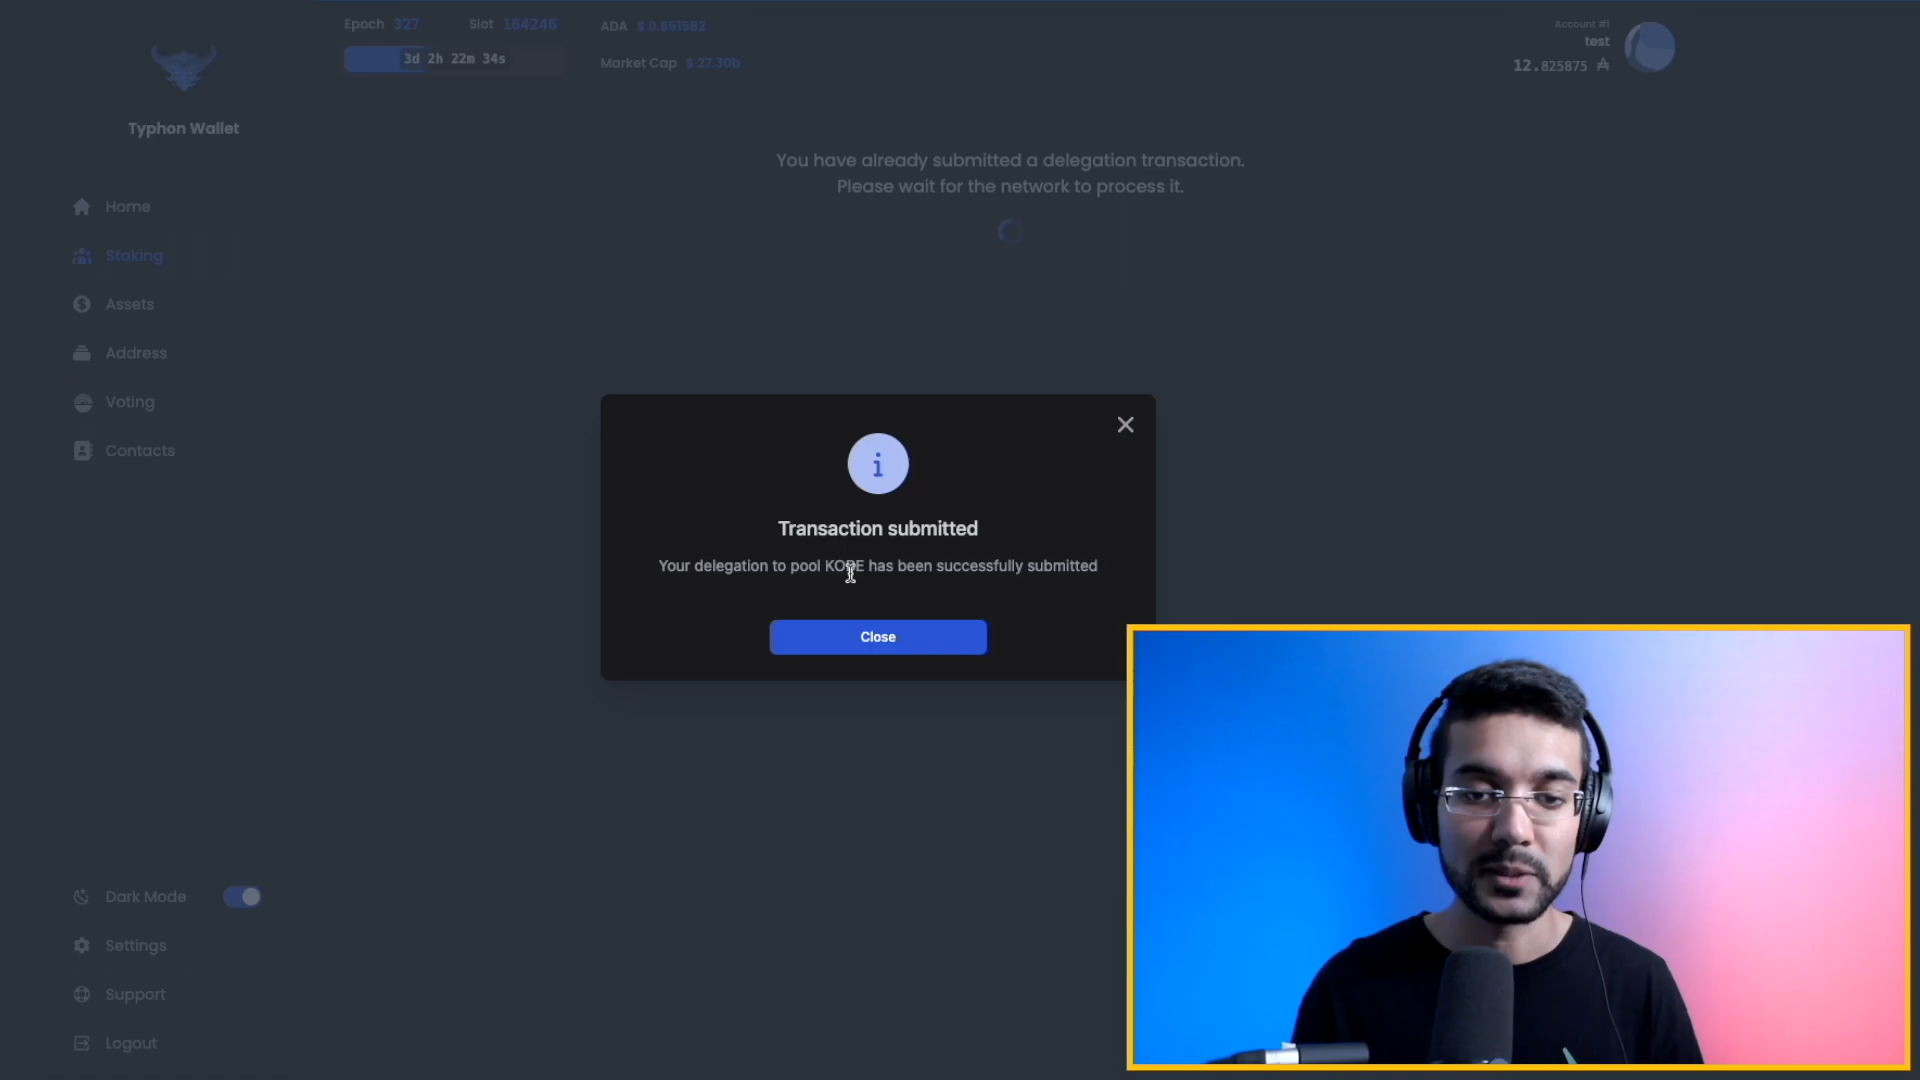 Epoch 327 Slot 164246
3d 2h 22m 34s
ADA $ 0.851582
Market Cap $ 27.30b
Account #1
test
12.825875 ₳
Typhon Wallet
Home
Staking
Assets
Address
Voting
Contacts
You have already submitted a delegation transaction.
Please wait for the network to process it.
i
Transaction submitted
Your delegation to pool KORE has been successfully submitted
Close
Dark Mode
Settings
Support
Logout